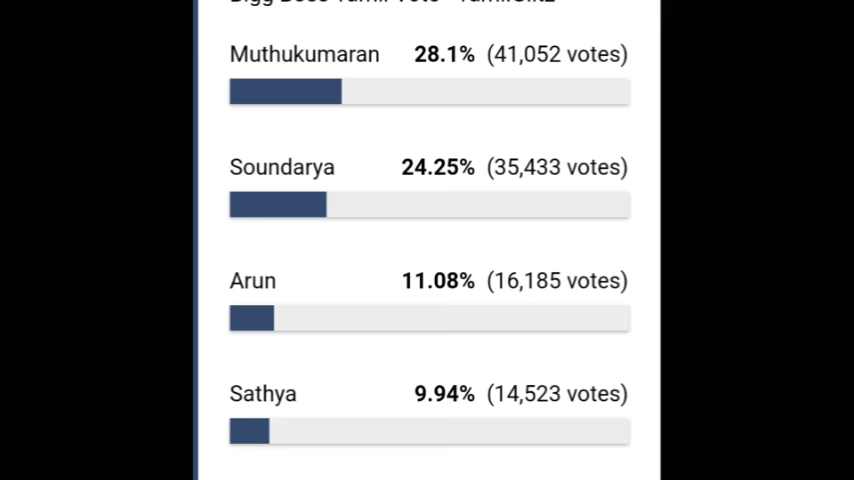 Muthukumaran 28.1% (41,052 votes)
Soundarya 24.25% (35,433 votes)
Arun 11.08% (16,185 votes)
Sathya 9.94% (14,523 votes)